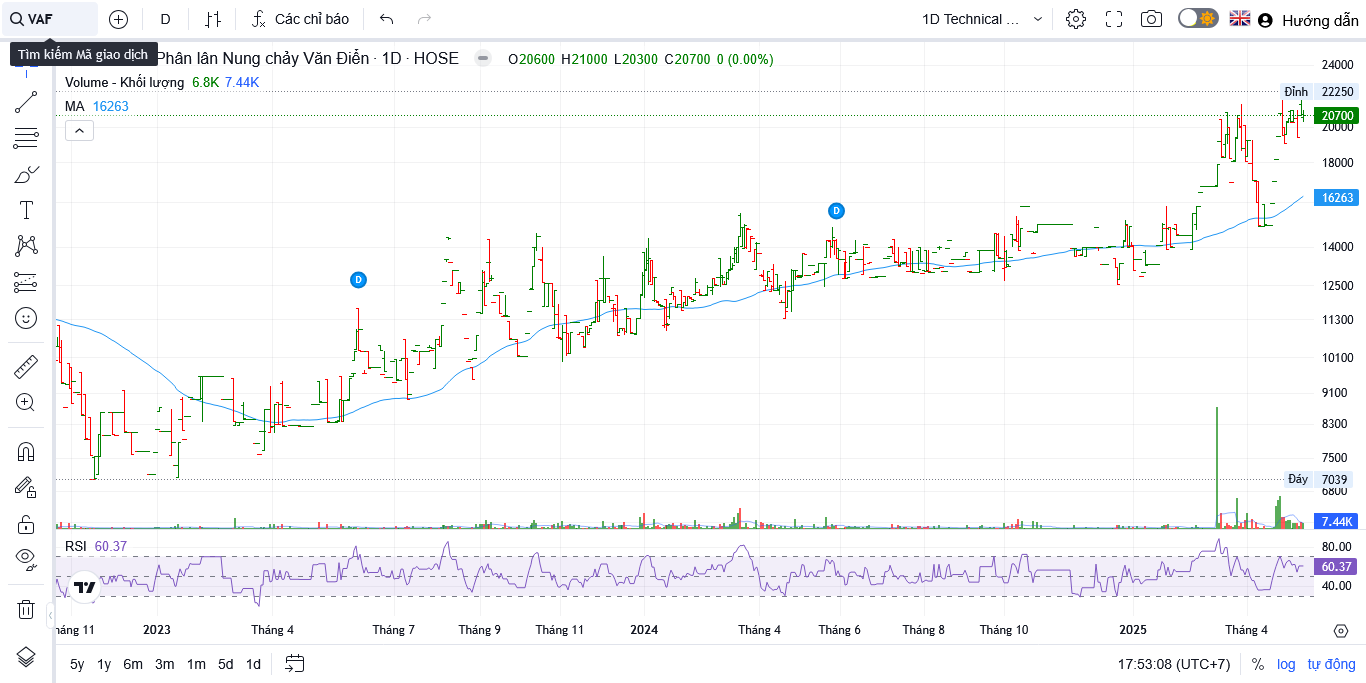 VAF D Các chỉ báo 1D Technical ... Hướng dẫn
Tìm kiếm Mã giao dịch
Phân lân Nung chảy Văn Điển · 1D · HOSE O20600 H21000 L20300 C20700 0 (0.00%)
Volume - Khối lượng 6.8K 7.44K
MA 16263
24000
Đỉnh 22250
20700
20000
18000
16263
D
D
14000
12500
11300
10100
9100
8300
7500
Đáy 7039
6800
7.44K
RSI 60.37
80.00
60.37
40.00
háng 11 2023 Tháng 4 Tháng 7 Tháng 9 Tháng 11 2024 Tháng 4 Tháng 6 Tháng 8 Tháng 10 2025 Tháng 4
5y 1y 6m 3m 1m 5d 1d 17:53:08 (UTC+7) % log tự động